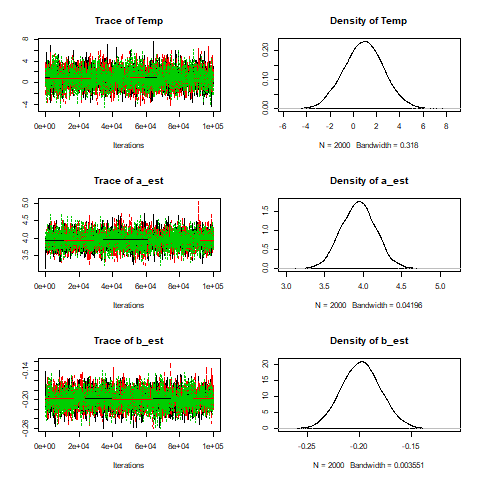 Trace of Temp
8
4
2
0
-4
0e+00 2e+04 4e+04 6e+04 8e+04 1e+05
Iterations
Density of Temp
0.20
0.10
0.00
-6 -4 -2 0 2 4 6 8
N = 2000 Bandwidth = 0.318
Trace of a_est
5.0
4.5
4.0
3.5
0e+00 2e+04 4e+04 6e+04 8e+04 1e+05
Iterations
Density of a_est
1.5
1.0
0.5
0.0
3.0 3.5 4.0 4.5 5.0
N = 2000 Bandwidth = 0.04196
Trace of b_est
-0.14
-0.20
-0.26
0e+00 2e+04 4e+04 6e+04 8e+04 1e+05
Iterations
Density of b_est
20
15
10
5
0
-0.25 -0.20 -0.15
N = 2000 Bandwidth = 0.003551